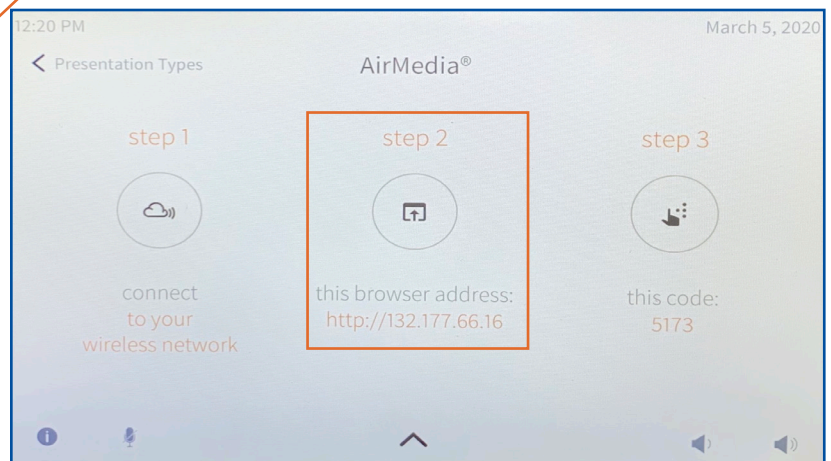 12:20 PM
March 5, 2020
Presentation Types
AirMedia®
step 1
connect
to your
wireless network
step 2
this browser address:
http://132.177.66.16
step 3
this code:
5173